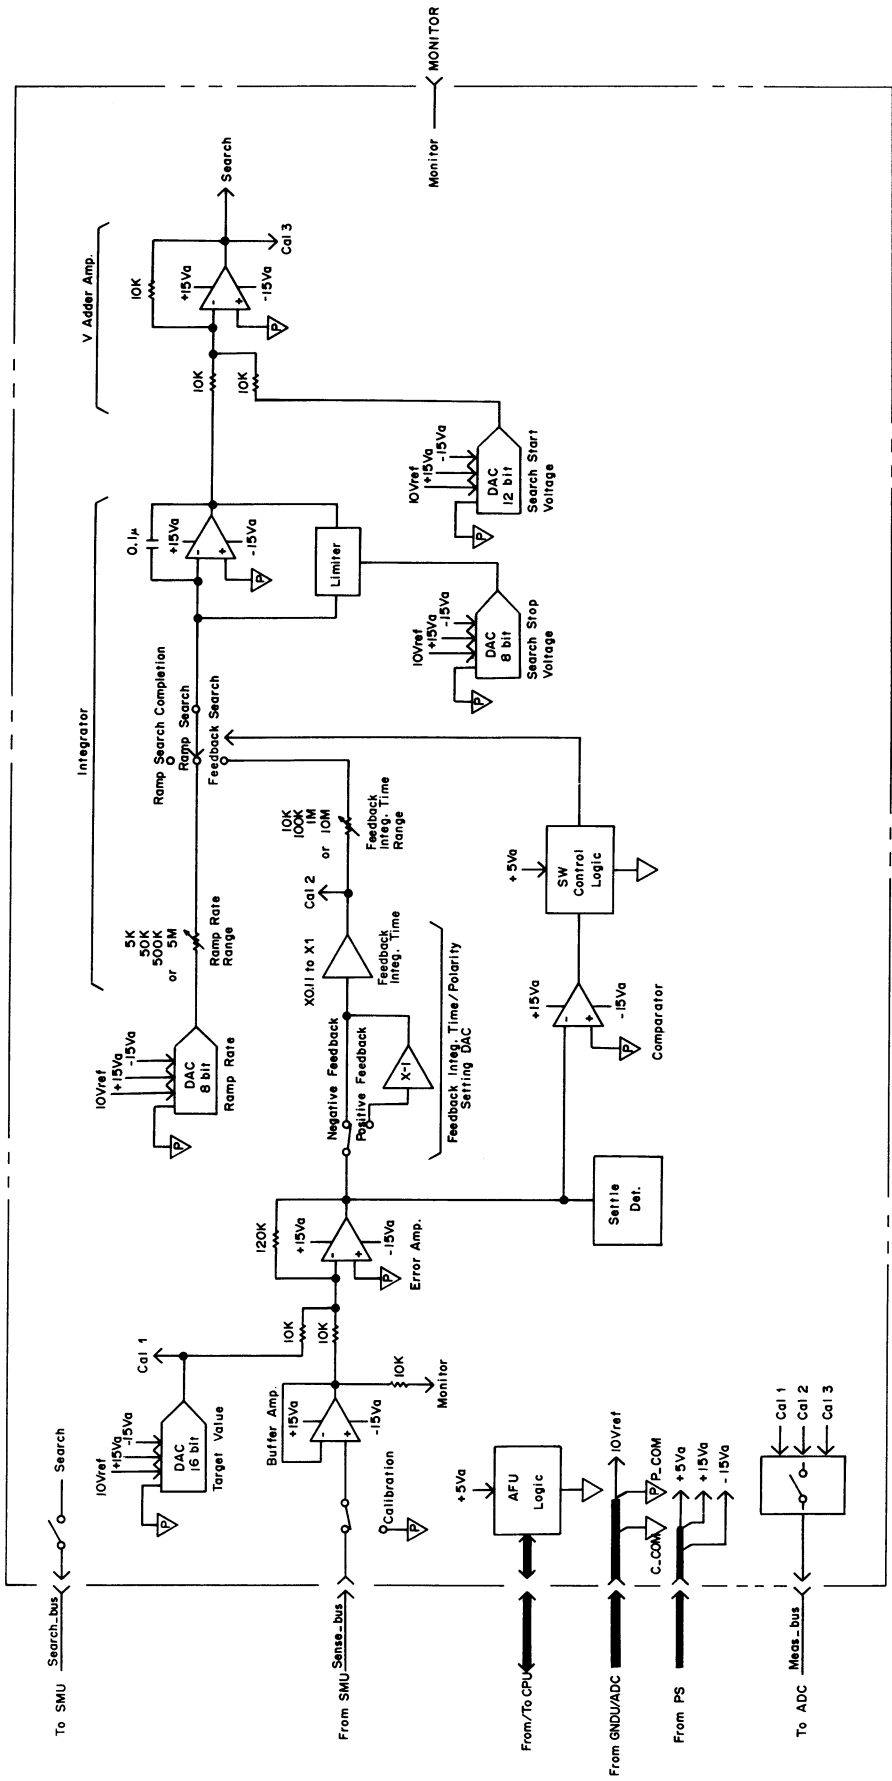 To SMU
Search_bus
Search
10Vref
+15Va
-15Va
DAC
16 bit
Target Value
P
Cal 1
From SMU
Sense_bus
Calibration
P
Buffer Amp.
+15Va
-15Va
-
+
10K
Monitor
10K
10K
120K
+15Va
-15Va
-
+
P
Error Amp.
Negative Feedback
Positive Feedback
X-1
X0.11 to X1
Feedback
Integ. Time
Feedback Integ. Time/Polarity
Setting DAC
Cal 2
10K
100K
1M
or 10M
Feedback
Integ. Time
Range
10Vref
+15Va
-15Va
DAC
8 bit
Ramp Rate
P
5K
50K
500K
or 5M
Ramp Rate
Range
Integrator
Ramp Search Completion
Ramp Search
Feedback Search
0.1μ
+15Va
-15Va
-
+
P
Limiter
10Vref
+15Va
-15Va
DAC
8 bit
Search Stop
Voltage
P
10Vref
+15Va
-15Va
DAC
12 bit
Search Start
Voltage
P
V Adder Amp.
10K
10K
10K
+15Va
-15Va
-
+
P
Cal 3
Search
Monitor
MONITOR
Settle
Det.
+15Va
-15Va
-
+
P
Comparator
+5Va
SW
Control
Logic
From/To CPU
+5Va
AFU
Logic
From GNDU/ADC
10Vref
P
P_COM
C_COM
From PS
+5Va
+15Va
-15Va
To ADC
Meas_bus
Cal 1
Cal 2
Cal 3